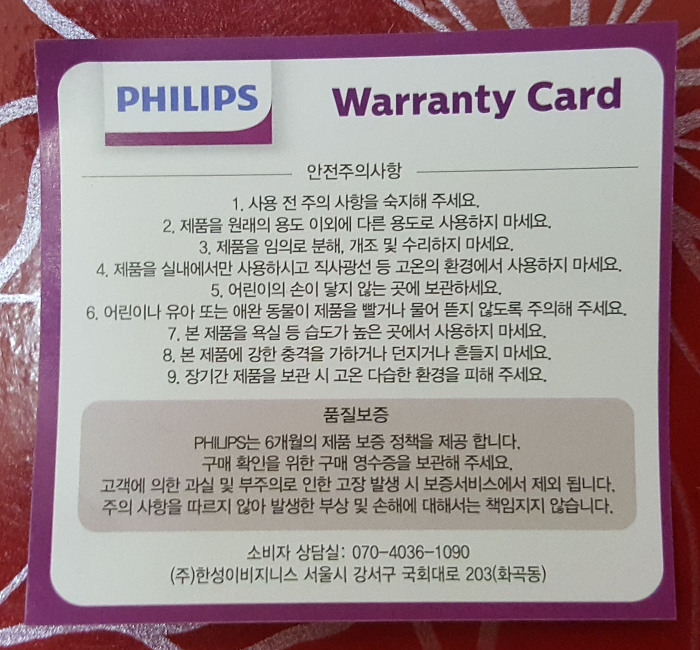 PHILIPS
Warranty Card
안전주의사항
1. 사용 전 주의 사항을 숙지해 주세요.
2. 제품을 원래의 용도 이외에 다른 용도로 사용하지 마세요.
3. 제품을 임의로 분해, 개조 및 수리하지 마세요.
4. 제품을 실내에서만 사용하시고 직사광선 등 고온의 환경에서 사용하지 마세요.
5. 어린이의 손이 닿지 않는 곳에 보관하세요.
6. 어린이나 유아 또는 애완 동물이 제품을 빨거나 물어 뜯지 않도록 주의해 주세요.
7. 본 제품을 욕실 등 습도가 높은 곳에서 사용하지 마세요.
8. 본 제품에 강한 충격을 가하거나 던지거나 흔들지 마세요.
9. 장기간 제품을 보관 시 고온 다습한 환경을 피해 주세요.
품질보증
PHILIPS는 6개월의 제품 보증 정책을 제공 합니다.
구매 확인을 위한 구매 영수증을 보관해 주세요.
고객에 의한 과실 및 부주의로 인한 고장 발생 시 보증서비스에서 제외 됩니다.
주의 사항을 따르지 않아 발생한 부상 및 손해에 대해서는 책임지지 않습니다.
소비자 상담실: 070-4036-1090
(주)한성이비지니스 서울시 강서구 국회대로 203(화곡동)